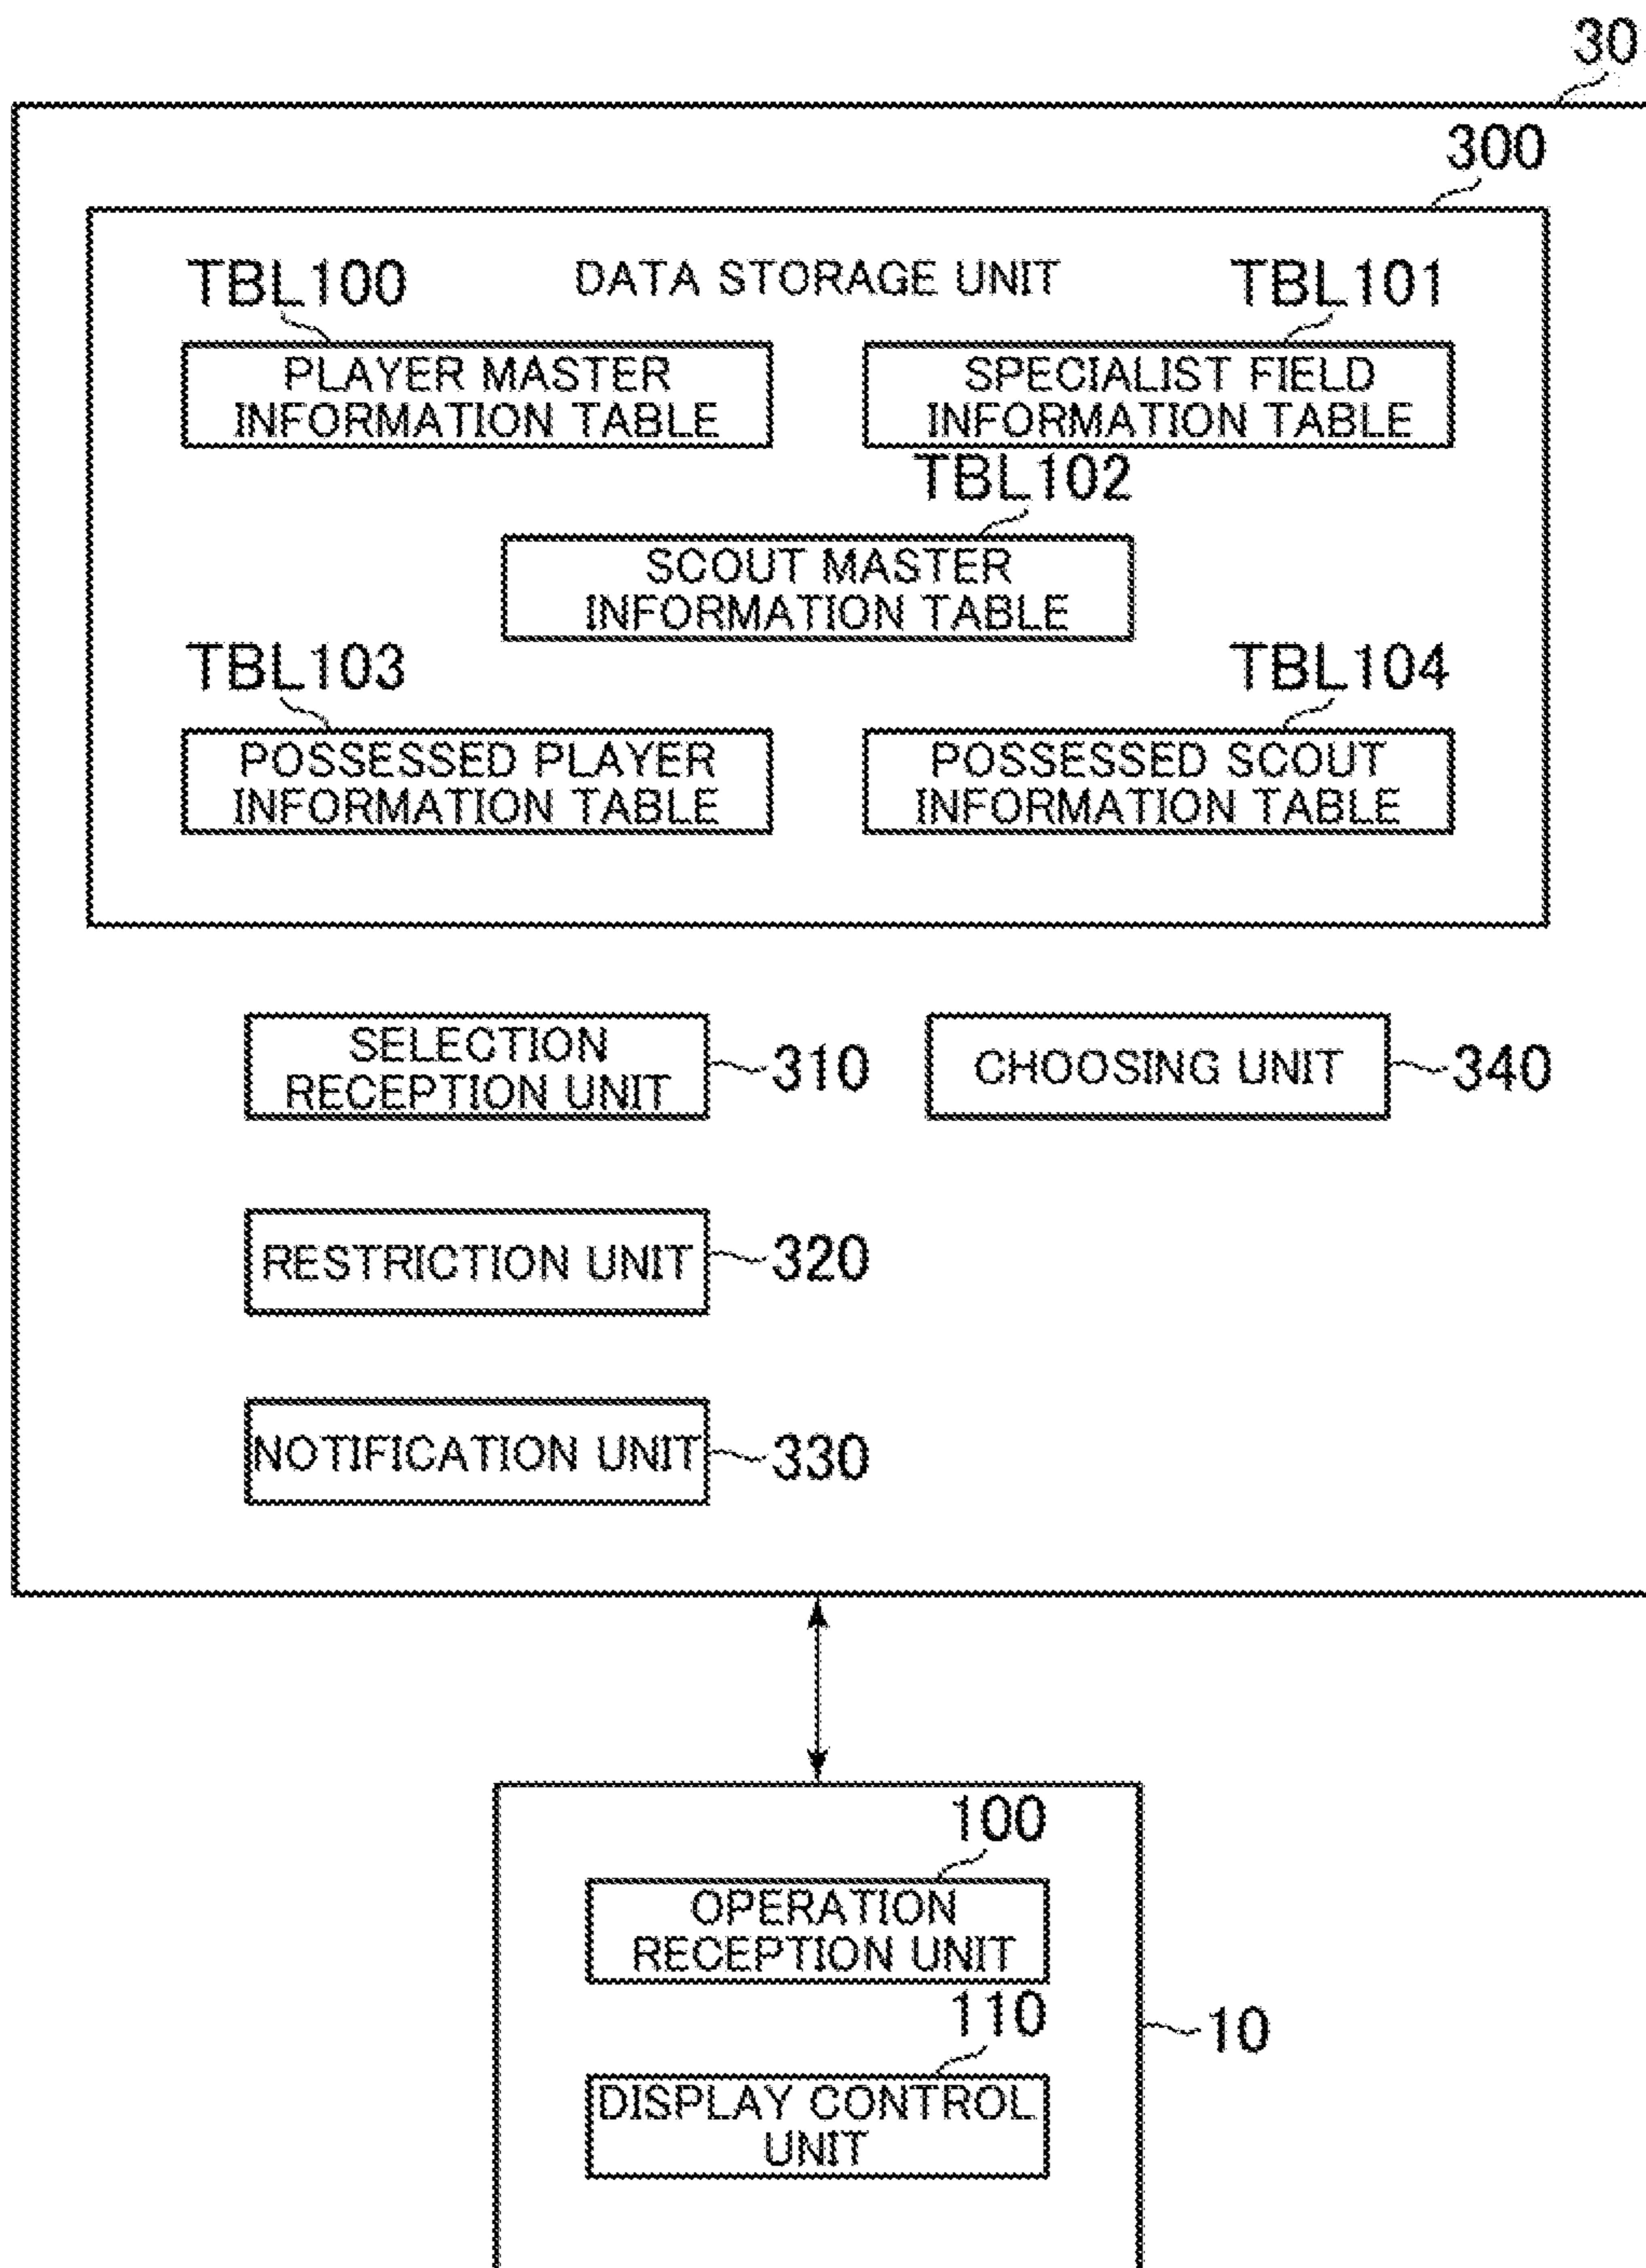 30
300
TBL100
DATA STORAGE UNIT
TBL101
PLAYER MASTER
INFORMATION TABLE
SPECIALIST FIELD
INFORMATION TABLE
TBL102
SCOUT MASTER
INFORMATION TABLE
TBL103
TBL104
POSSESSED PLAYER
INFORMATION TABLE
POSSESSED SCOUT
INFORMATION TABLE
SELECTION
RECEPTION UNIT
310
CHOOSING UNIT
340
RESTRICTION UNIT
320
NOTIFICATION UNIT
330
100
OPERATION
RECEPTION UNIT
110
10
DISPLAY CONTROL
UNIT